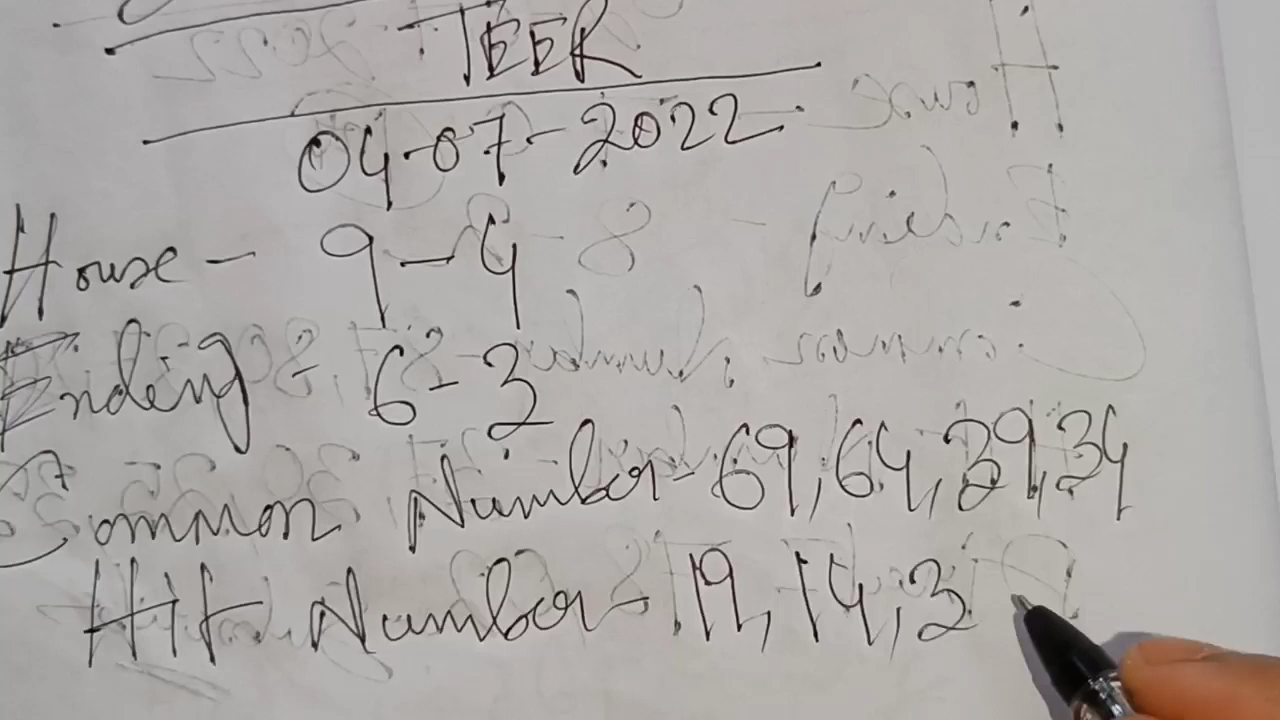 TEER
04-07-2022
House - 9-4
Ending - 6-3
Common Number - 69, 64, 39, 34
Hit Number - 19, 14, 3